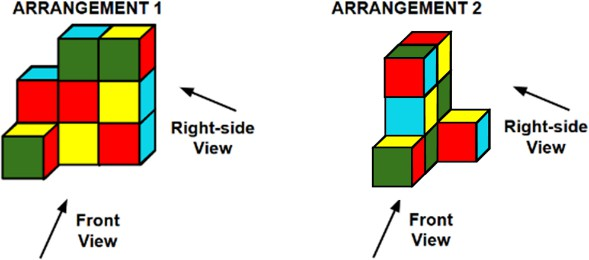 ARRANGEMENT 1
ARRANGEMENT 2
Right-side
View
Right-side
View
Front
View
Front
View